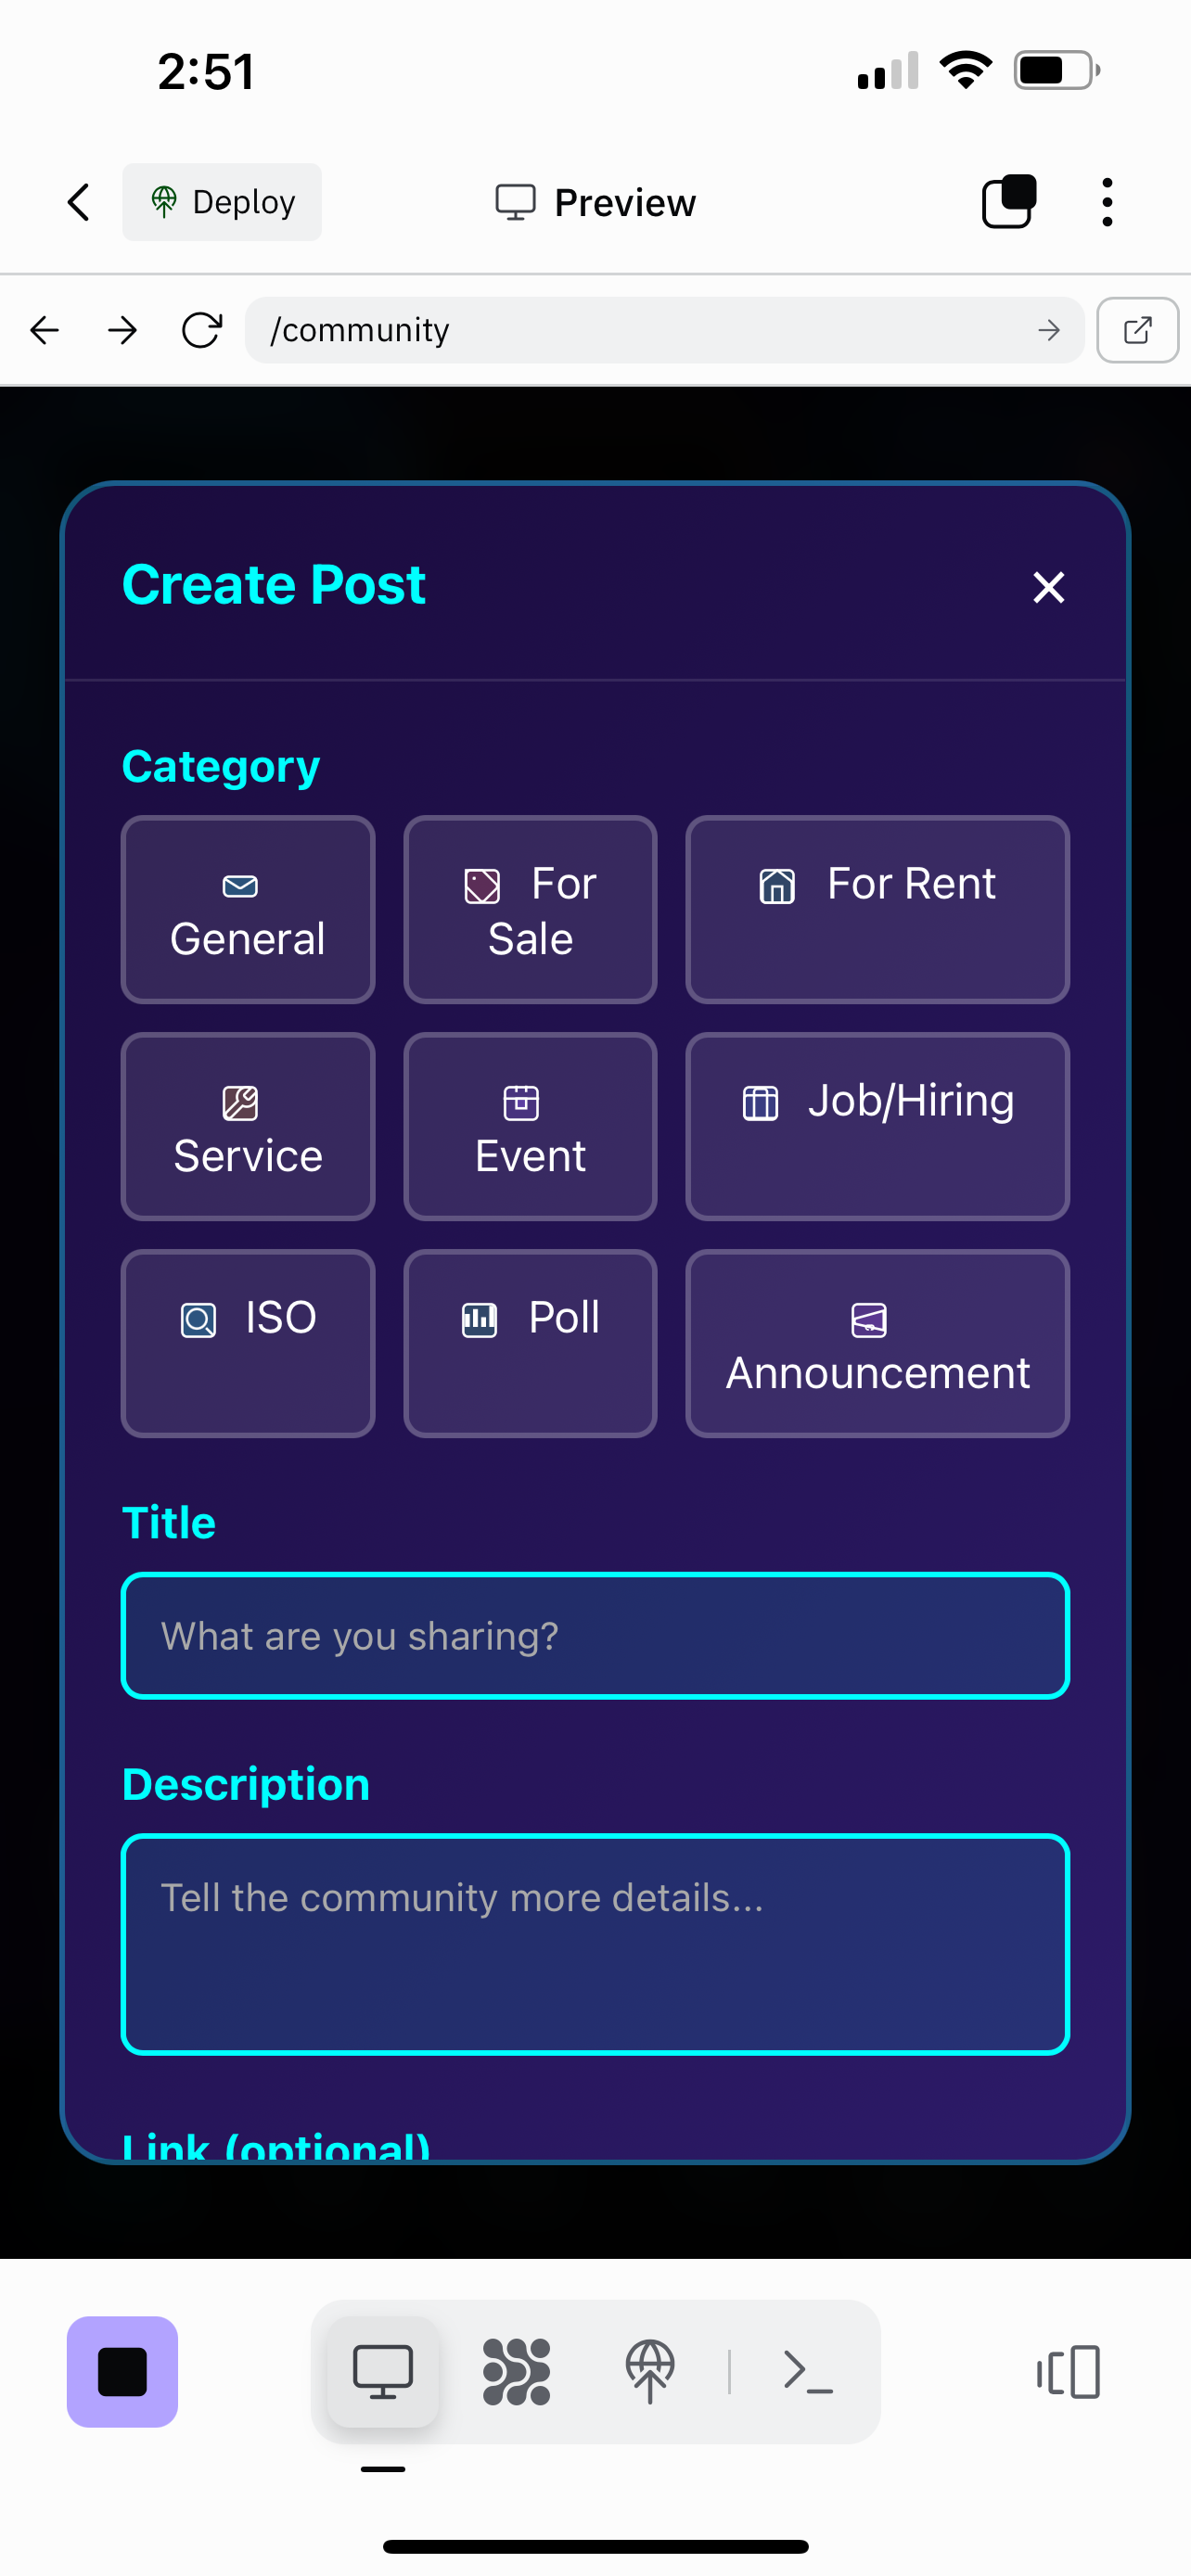 2:51
Deploy
Preview
/community
Create Post
Category
General
For
Sale
For Rent
Service
Event
Job/Hiring
ISO
Poll
Announcement
Title
What are you sharing?
Description
Tell the community more details...
Link (optional)